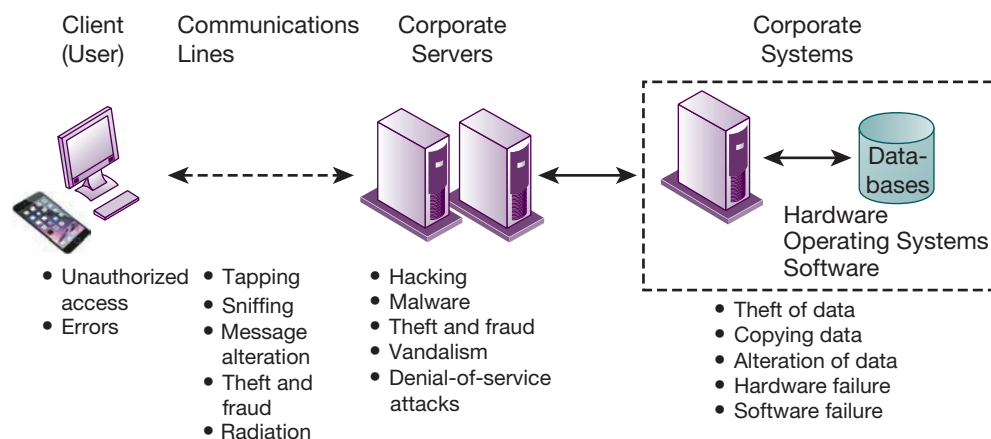 Client
(User)
Communications
Lines
Corporate
Servers
Corporate
Systems
Data-
bases
Hardware
Operating Systems
Software
• Unauthorized
access
• Errors
• Tapping
• Sniffing
• Message
alteration
• Theft and
fraud
• Radiation
• Hacking
• Malware
• Theft and fraud
• Vandalism
• Denial-of-service
attacks
• Theft of data
• Copying data
• Alteration of data
• Hardware failure
• Software failure